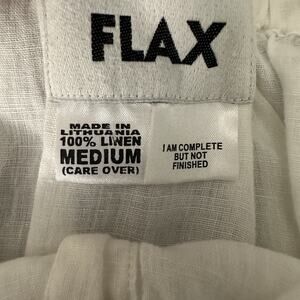 FLAX
MADE IN
LITHUANIA
100% LINEN
MEDIUM
(CARE OVER)
I AM COMPLETE
BUT NOT
FINISHED